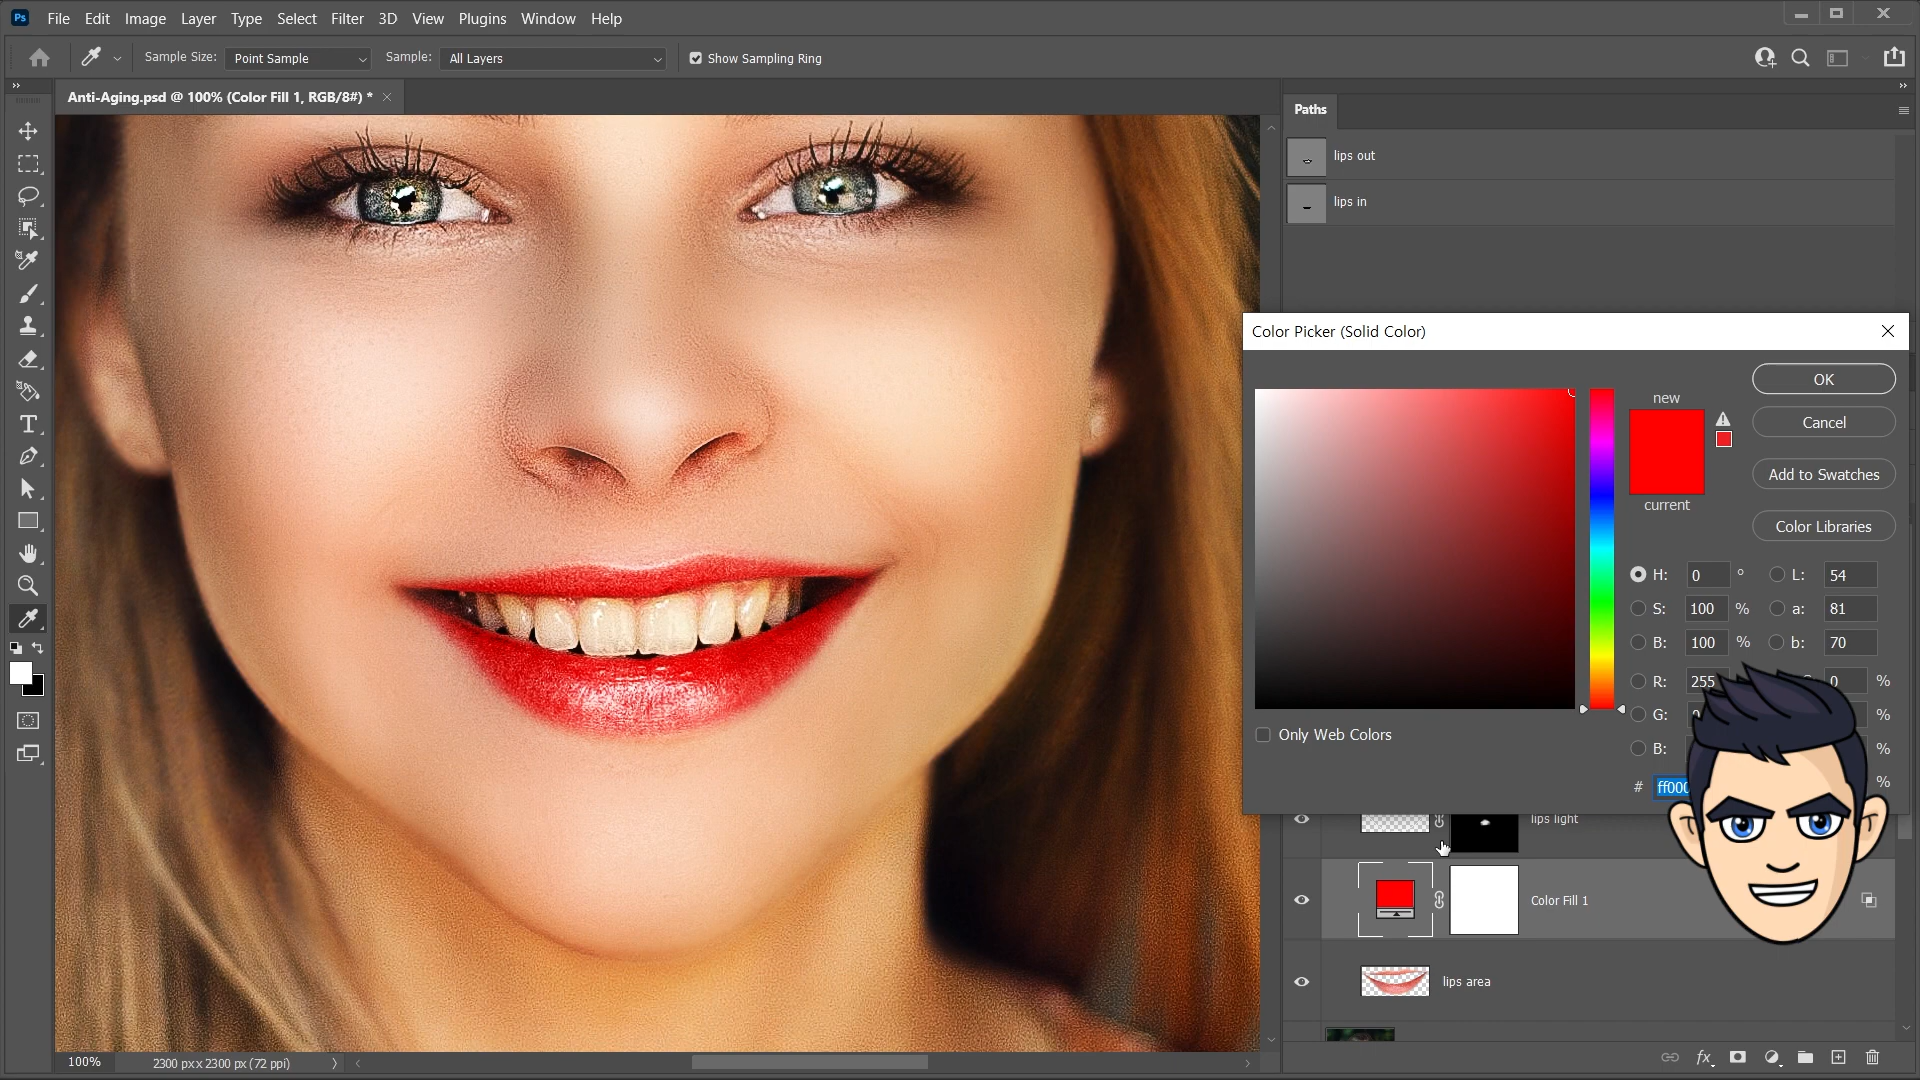 Ps File Edit Image Layer Type Select Filter 3D View Plugins Window Help
Sample Size: Point Sample Sample: All Layers Show Sampling Ring
Anti-Aging.psd @ 100% (Color Fill 1, RGB/8#) *
Paths
lips out
lips in
Color Picker (Solid Color)
new
current
OK
Cancel
Add to Swatches
Color Libraries
H: 0 ° L: 54
S: 100 % a: 81
B: 100 % b: 70
R: 255 0 %
G: %
B: %
# ff000 %
Only Web Colors
lips light
Color Fill 1
lips area
100% 2300 px x 2300 px (72 ppi)
fx